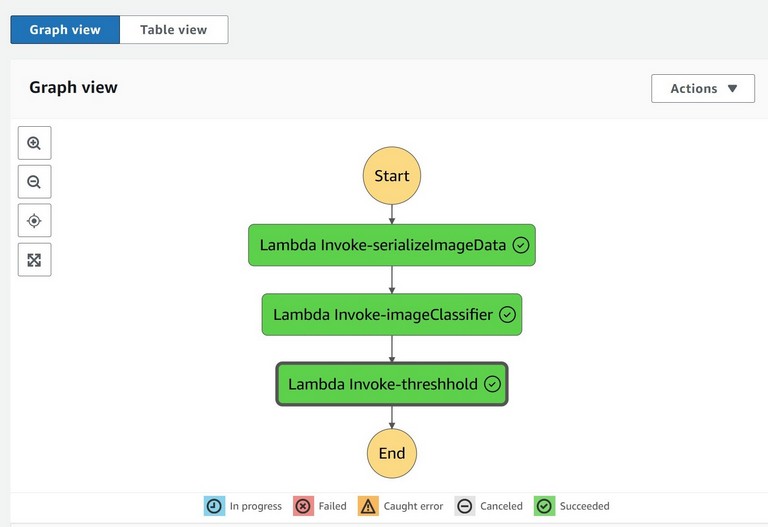 Graph view Table view
Graph view
Actions
Start
Lambda Invoke-serializeImageData
Lambda Invoke-imageClassifier
Lambda Invoke-threshhold
End
In progress Failed Caught error Canceled Succeeded